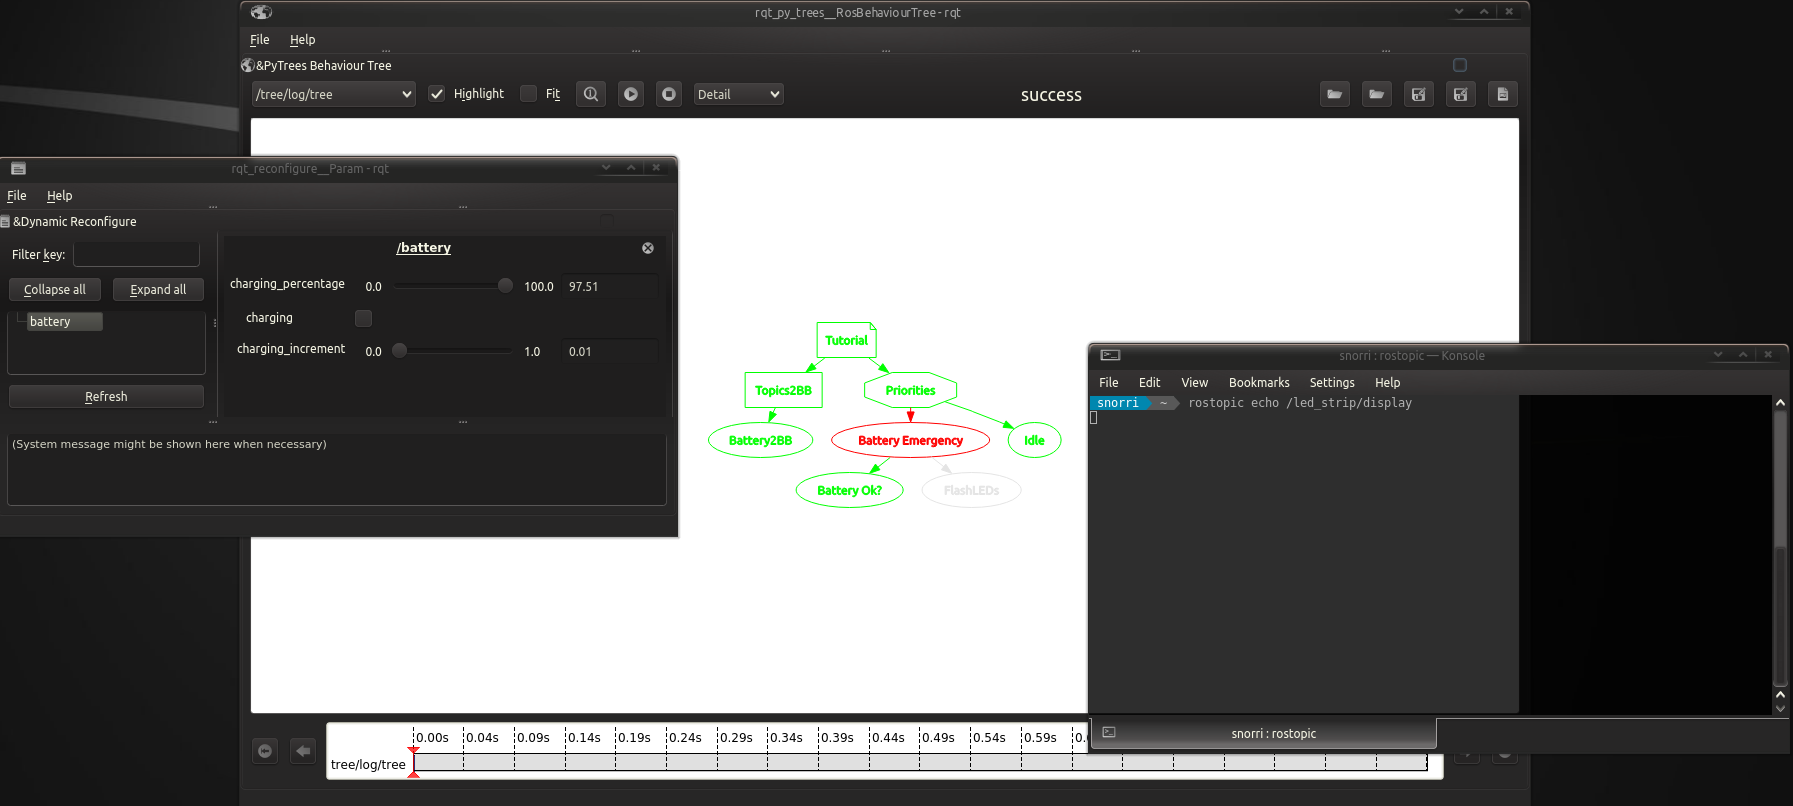 rqt_py_trees__RosBehaviourTree - rqt
File Help
&PyTrees Behaviour Tree
/tree/log/tree Highlight Fit Detail success
rqt_reconfigure__Param - rqt
File Help
&Dynamic Reconfigure
Filter key:
Collapse all Expand all
battery
Refresh
/battery
charging_percentage 0.0 100.0 97.51
charging
charging_increment 0.0 1.0 0.01
(System message might be shown here when necessary)
Tutorial
Topics2BB Priorities
Battery2BB Battery Emergency Idle
Battery Ok? FlashLEDs
snorri : rostopic — Konsole
File Edit View Bookmarks Settings Help
snorri ~ rostopic echo /led_strip/display
snorri : rostopic
0.00s 0.04s 0.09s 0.14s 0.19s 0.24s 0.29s 0.34s 0.39s 0.44s 0.49s 0.54s 0.59s
tree/log/tree